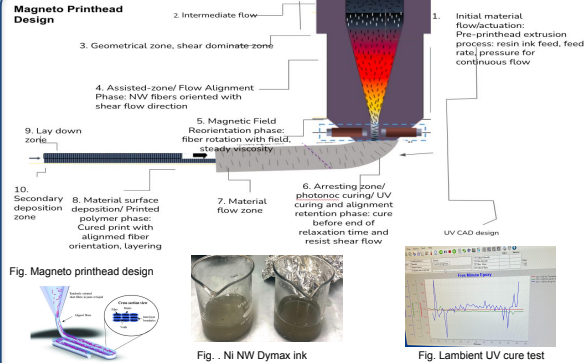 Magneto Printhead
Design
2. Intermediate flow
3. Geometrical zone, shear dominate zone
4. Assisted-zone/ Flow Alignment
Phase: NW fibers oriented with
shear flow direction
5. Magnetic Field
Reorientation phase:
fiber rotation with field,
steady viscosity
1. Initial material
flow/actuation:
Pre-printhead extrusion
process: resin ink feed, feed
rate, pressure for
continuous flow
9. Lay down
zone
10.
Secondary
deposition
zone
8. Material surface
deposition/ Printed
polymer phase:
Cured print with
aligned fiber
orientation, layering
7. Material
flow zone
6. Arresting zone/
photonoc curing/ UV
curing and alignment
retention phase: cure
before end of
relaxation time and
resist shear flow
UV CAD design
Fig. Magneto printhead design
Cross section view
Fig. . Ni NW Dymax ink
Five Minute Epoxy
Fig. Lambient UV cure test